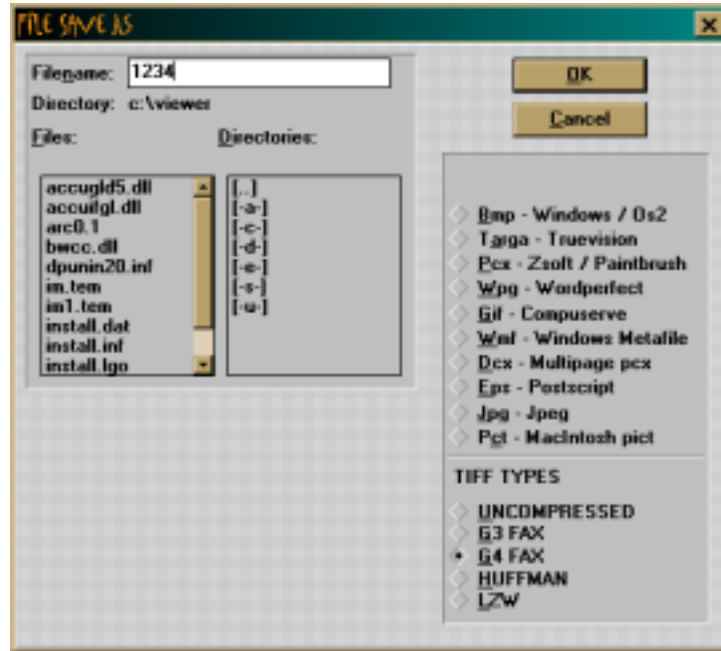 FILE SAVE AS
Filename: 1234
OK
Directory: c:\viewer
Cancel
Files: Directories:
accugld5.dll
accuifgl.dll
arc0.1
bwcc.dll
dpunin20.inf
im.tem
im1.tem
install.dat
install.inf
install.lgo
[..]
[-a-]
[-c-]
[-d-]
[-e-]
[-s-]
[-u-]
Bmp - Windows / Os2
Targa - Truevision
Pcx - Zsoft / Paintbrush
Wpg - Wordperfect
Gif - Compuserve
Wmf - Windows Metafile
Dcx - Multipage pcx
Eps - Postscript
Jpg - Jpeg
Pct - MacIntosh pict
TIFF TYPES
UNCOMPRESSED
G3 FAX
G4 FAX
HUFFMAN
LZW